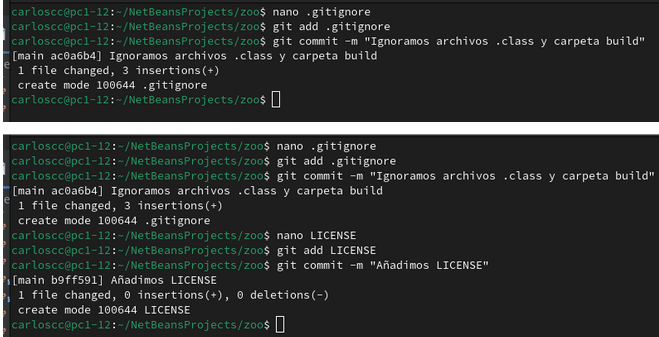 carloscc@pc1-12:~/NetBeansProjects/zoo$ nano .gitignore
carloscc@pc1-12:~/NetBeansProjects/zoo$ git add .gitignore
carloscc@pc1-12:~/NetBeansProjects/zoo$ git commit -m "Ignoramos archivos .class y carpeta build"
[main ac0a6b4] Ignoramos archivos .class y carpeta build
 1 file changed, 3 insertions(+)
 create mode 100644 .gitignore
carloscc@pc1-12:~/NetBeansProjects/zoo$
carloscc@pc1-12:~/NetBeansProjects/zoo$ nano .gitignore
carloscc@pc1-12:~/NetBeansProjects/zoo$ git add .gitignore
carloscc@pc1-12:~/NetBeansProjects/zoo$ git commit -m "Ignoramos archivos .class y carpeta build"
[main ac0a6b4] Ignoramos archivos .class y carpeta build
 1 file changed, 3 insertions(+)
 create mode 100644 .gitignore
carloscc@pc1-12:~/NetBeansProjects/zoo$ nano LICENSE
carloscc@pc1-12:~/NetBeansProjects/zoo$ git add LICENSE
carloscc@pc1-12:~/NetBeansProjects/zoo$ git commit -m "Añadimos LICENSE"
[main b9ff591] Añadimos LICENSE
 1 file changed, 0 insertions(+), 0 deletions(-)
 create mode 100644 LICENSE
carloscc@pc1-12:~/NetBeansProjects/zoo$